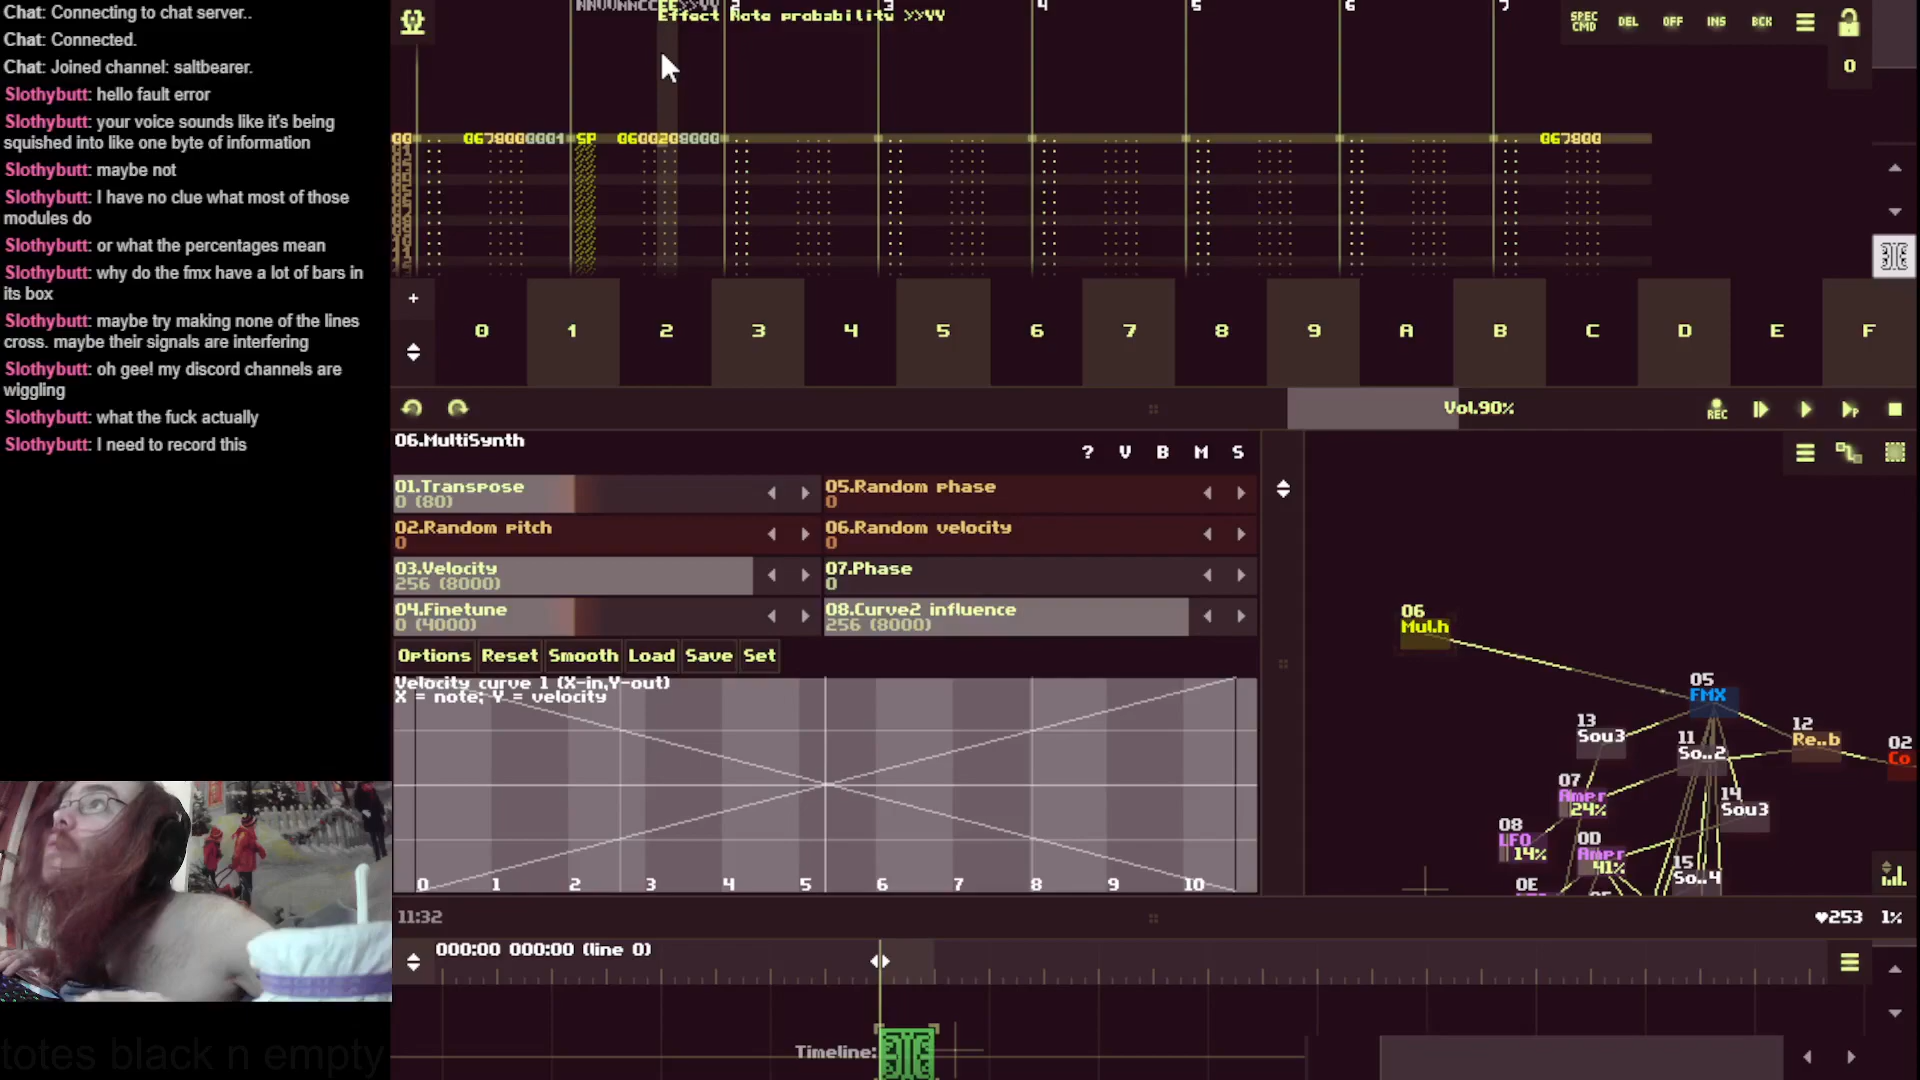 Chat: Connecting to chat server..
Chat: Connected.
Chat: Joined channel: saltbearer.
Slothybutt: hello fault error
Slothybutt: your voice sounds like it's being
squished into like one byte of information
Slothybutt: maybe not
Slothybutt: I have no clue what most of those
modules do
Slothybutt: or what the percentages mean
Slothybutt: why do the fmx have a lot of bars in
its box
Slothybutt: maybe try making none of the lines
cross. maybe their signals are interfering
Slothybutt: oh gee! my discord channels are
wiggling
Slothybutt: what the fuck actually
Slothybutt: I need to record this
totes black n empty
Effect Note probability >>VV
3 4 5 6 7
SPEC CMD DEL OFF INS BCK
0
00 0678000001 SP 0600208000 067800
+ 0 1 2 3 4 5 6 7 8 9 A B C D E F
Vol.90% REC
06.MultiSynth ? V B M S
01.Transpose
0 (80)
05.Random phase
0
02.Random pitch
0
06.Random velocity
0
03.Velocity
256 (8000)
07.Phase
0
04.Finetune
0 (4000)
08.Curve2 influence
256 (8000)
Options Reset Smooth Load Save Set
Velocity curve 1 (X-in,Y-out)
X = note; Y = velocity
0 1 2 3 4 5 6 7 8 9 10
06
Mul.h
05
FMX
13
Sou3
11
So..2
12
Re..b
02
Co
07
Ampr
24%
14
Sou3
08
LFO
14%
0D
Ampr
41%
15
So..4
0E
11:32 ♥253 1%
000:00 000:00 (line 0)
Timeline: